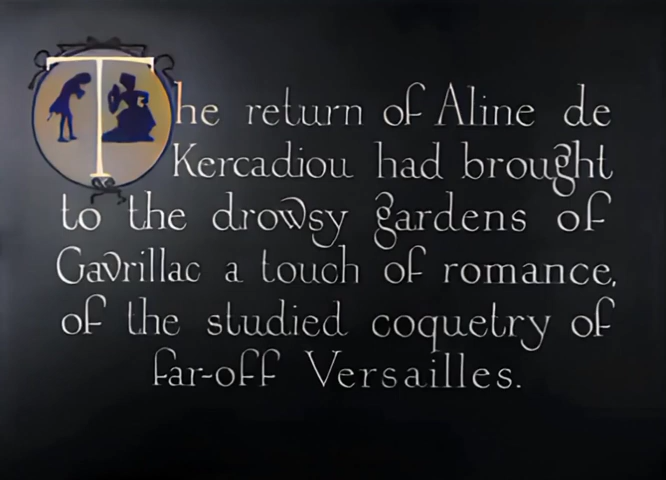 The return of Aline de
Kercadiou had brought
to the drowsy gardens of
Gavrillac a touch of romance,
of the studied coquetry of
far-off Versailles.